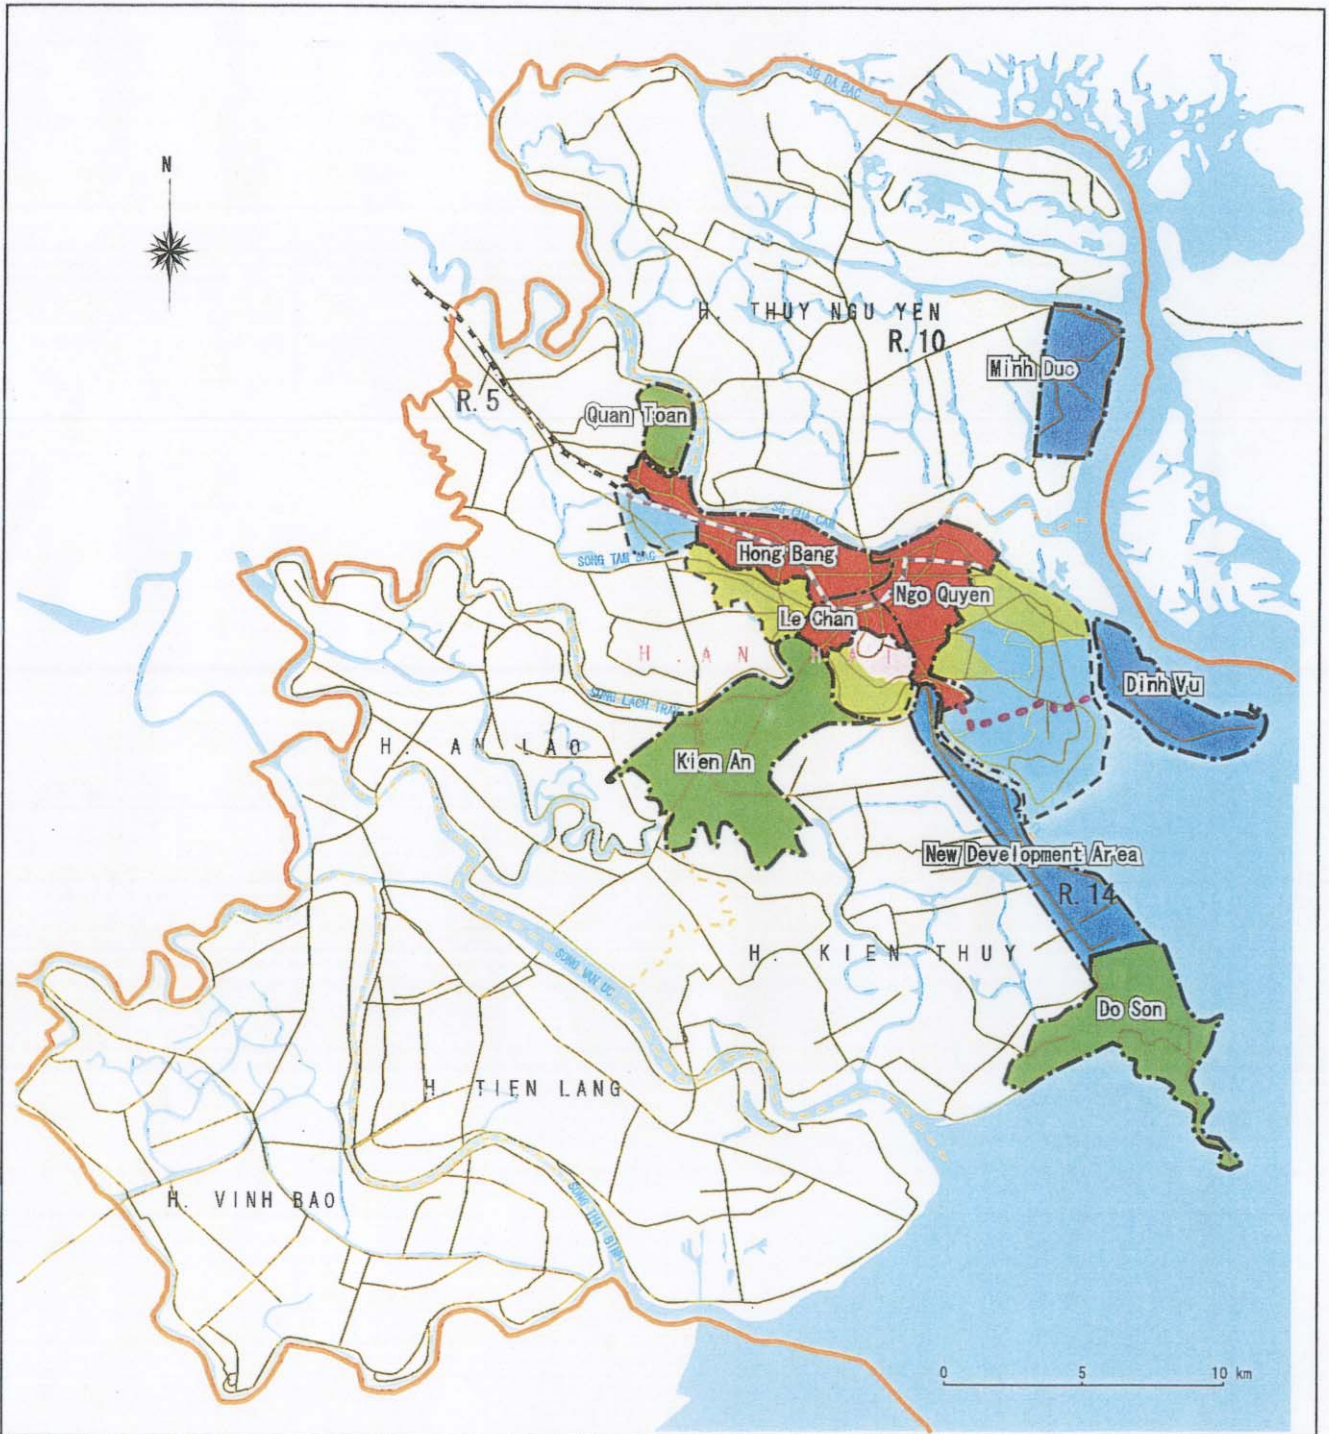 N
SG DA BAC
H. THUY NGU YEN
R. 10
Minh Duc
R. 5
Quan Toan
SG CUA CAM
Hong Bang
SONG TAM BAC
Ngo Quyen
Le Chan
H. AN HAI
Dinh Vu
SONG LACH TRAY
H. AN LAO
Kien An
New Development Area
R. 14
H. KIEN THUY
SONG VAN UC
Do Son
H TIEN LANG
H. VINH BAO
SONG THAI BINH
0 5 10 km